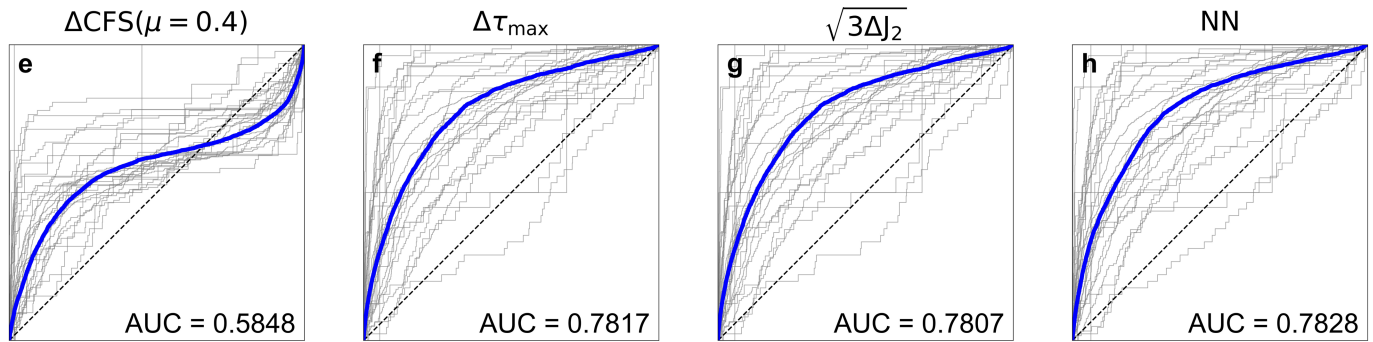 ΔCFS(μ = 0.4)
Δτmax
√3ΔJ₂
NN
e
f
g
h
AUC = 0.5848
AUC = 0.7817
AUC = 0.7807
AUC = 0.7828